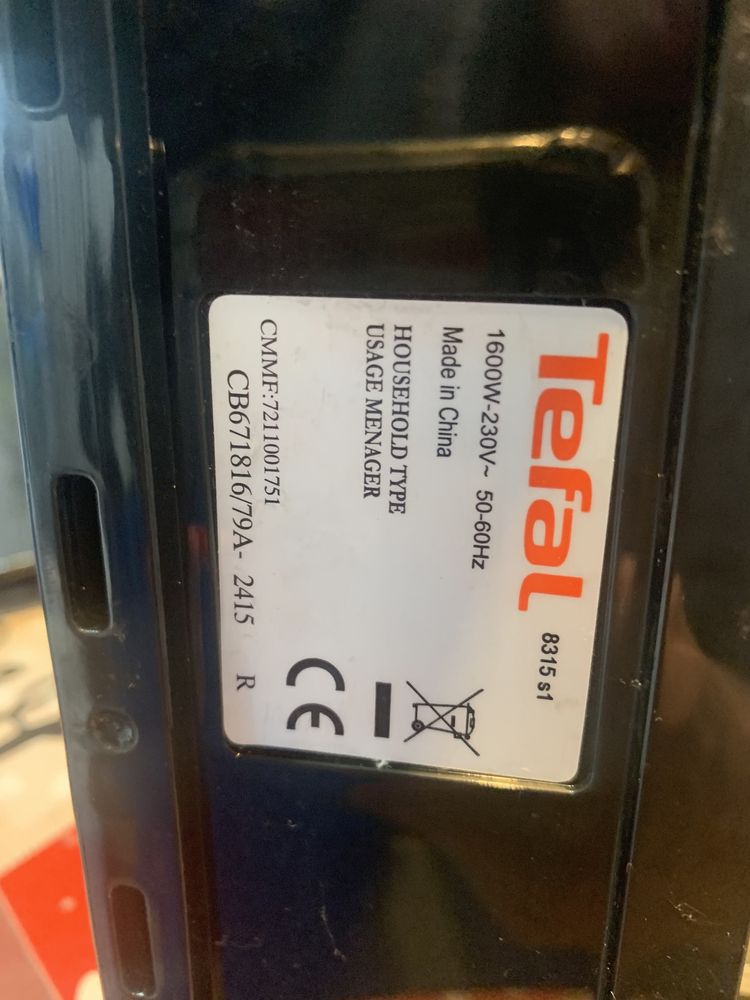 Tefal 8315 s1
1600W-230V~ 50-60Hz
Made in China
HOUSEHOLD TYPE
USAGE MENAGER
CMMF:7211001751
CB671816/79A- 2415 R
CE